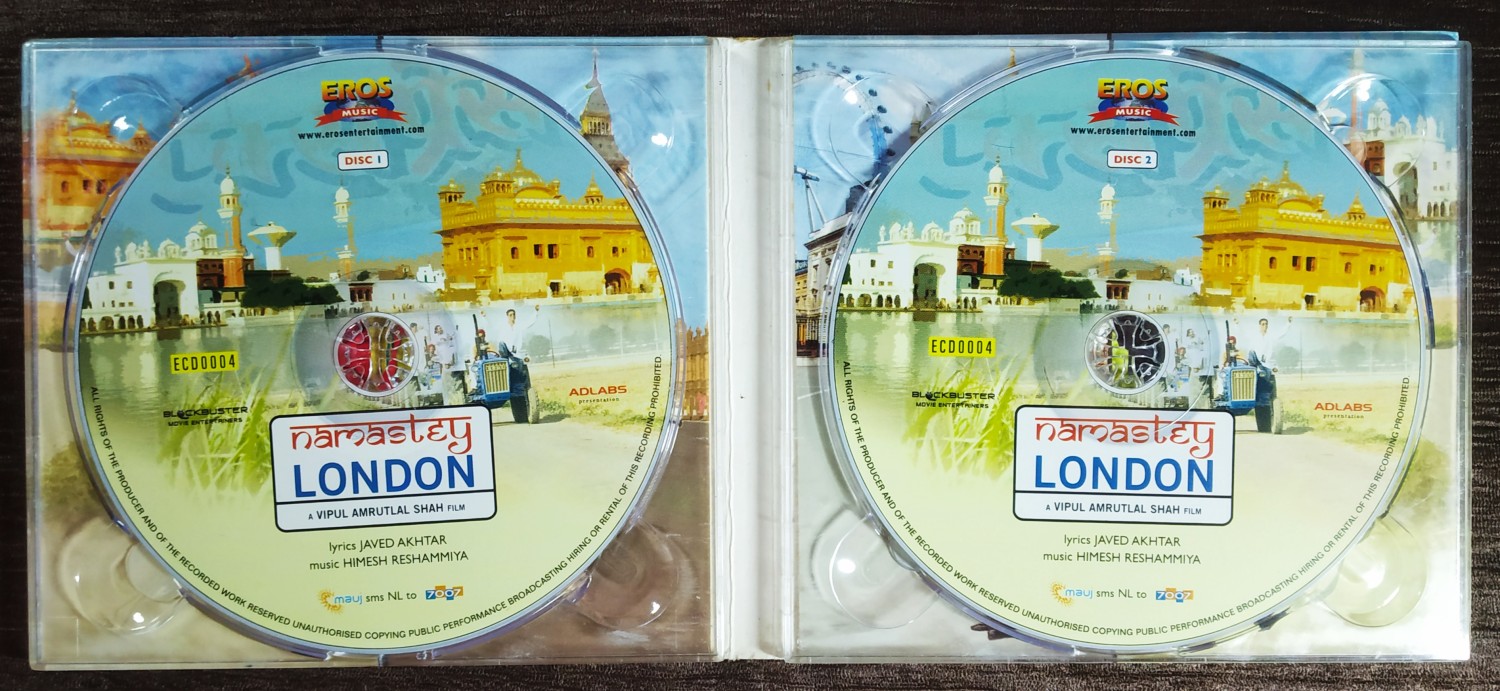 EROS
MUSIC
www.erosentertainment.com
DISC 1
ECD0004
BLOCKBUSTER
MOVIE ENTERTAINERS
ADLABS
presentation
namastey
LONDON
A VIPUL AMRUTLAL SHAH FILM
lyrics JAVED AKHTAR
music HIMESH RESHAMMIYA
mauj sms NL to 7007
ALL RIGHTS OF THE PRODUCER AND OF THE RECORDED WORK RESERVED UNAUTHORISED COPYING PUBLIC PERFORMANCE BROADCASTING HIRING OR RENTAL OF THIS RECORDING PROHIBITED
EROS
MUSIC
www.erosentertainment.com
DISC 2
ECD0004
BLOCKBUSTER
MOVIE ENTERTAINERS
ADLABS
presentation
namastey
LONDON
A VIPUL AMRUTLAL SHAH FILM
lyrics JAVED AKHTAR
music HIMESH RESHAMMIYA
mauj sms NL to 7007
ALL RIGHTS OF THE PRODUCER AND OF THE RECORDED WORK RESERVED UNAUTHORISED COPYING PUBLIC PERFORMANCE BROADCASTING HIRING OR RENTAL OF THIS RECORDING PROHIBITED